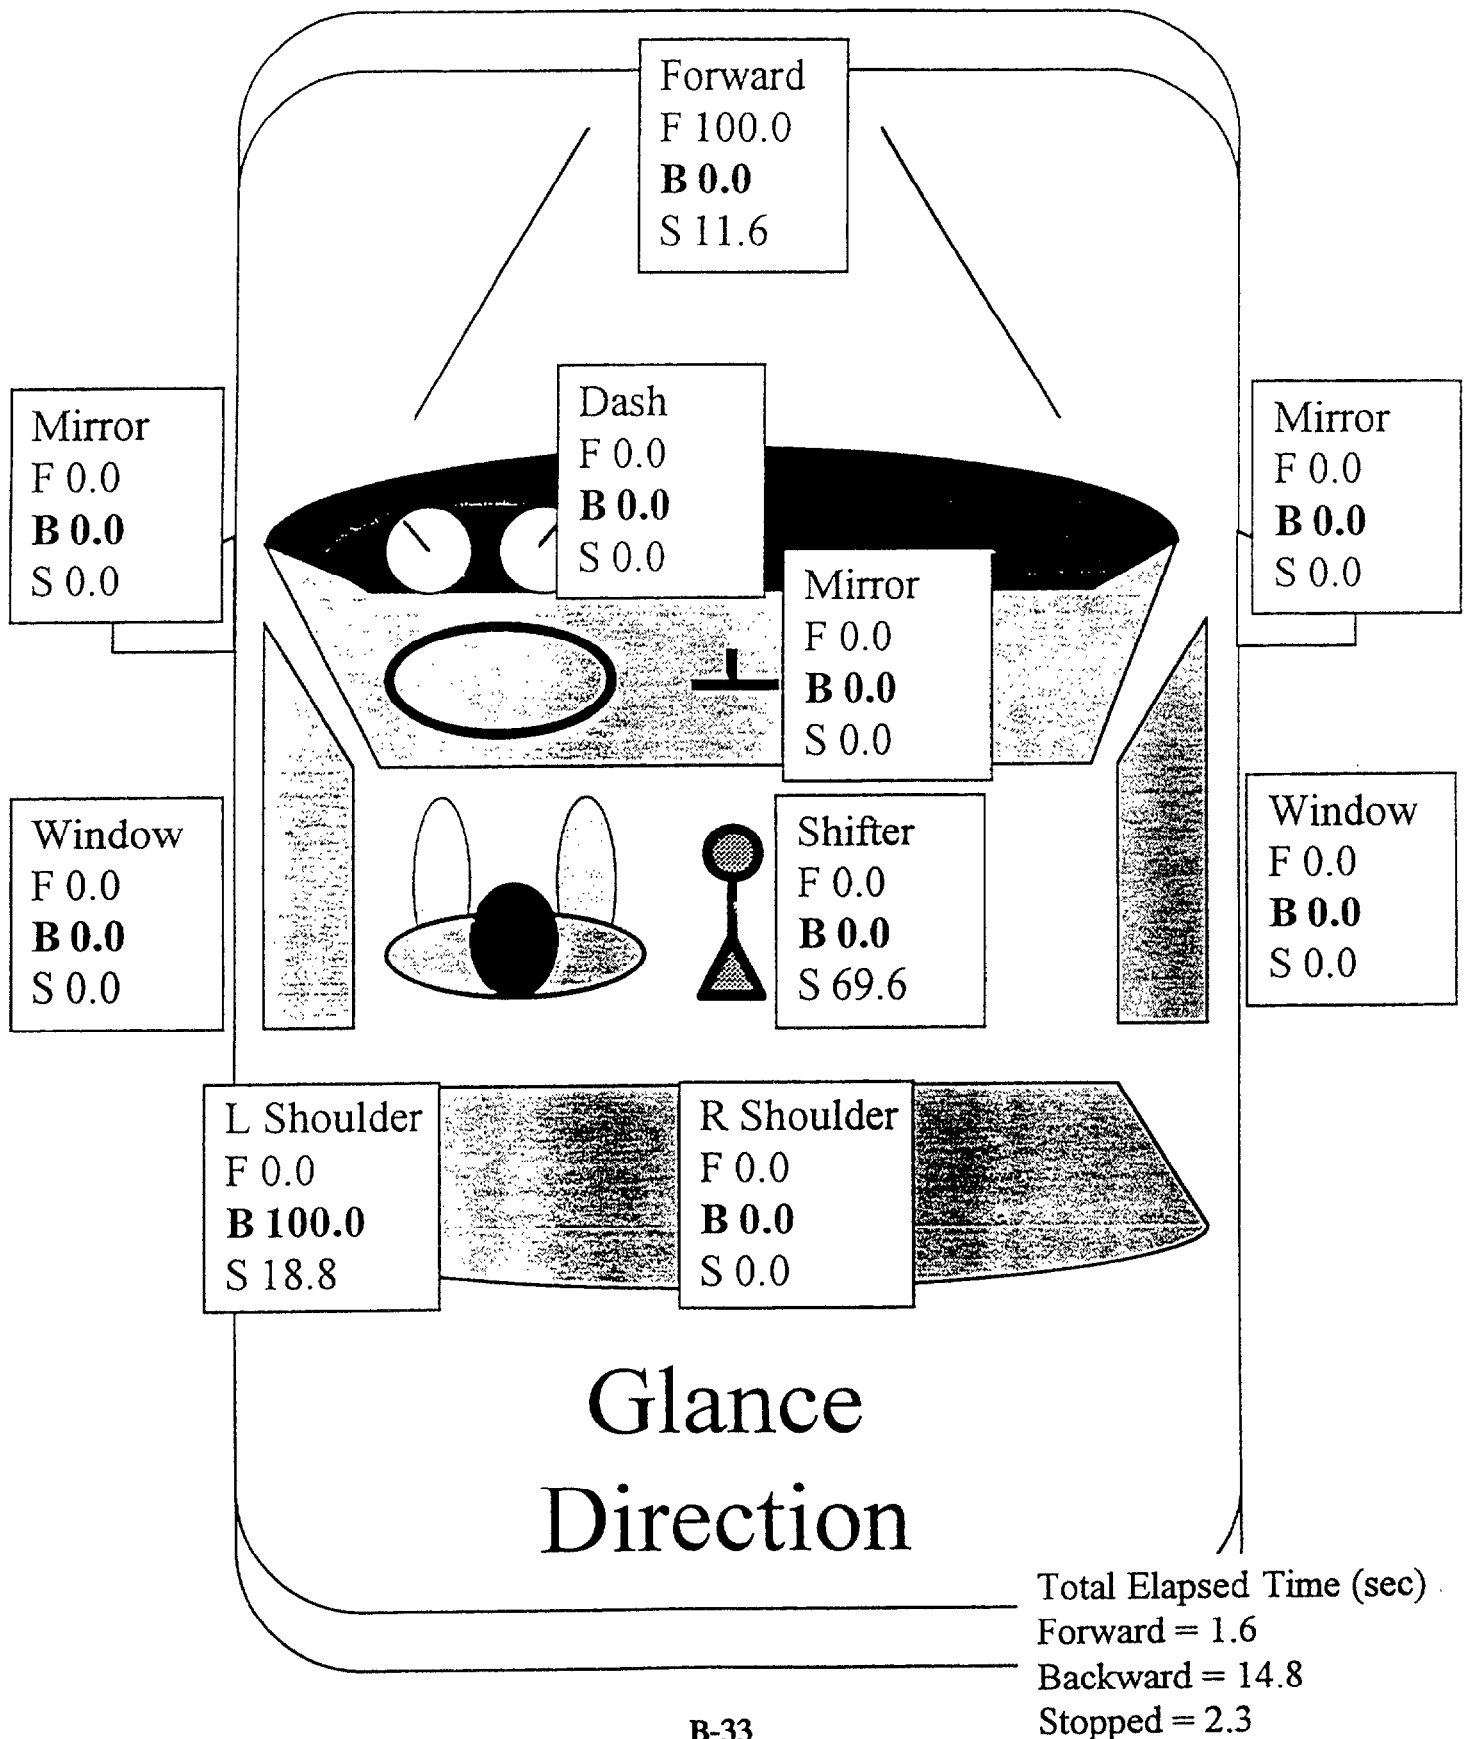 Forward
F 100.0
B 0.0
S 11.6
Dash
F 0.0
B 0.0
S 0.0
Mirror
F 0.0
B 0.0
S 0.0
Mirror
F 0.0
B 0.0
S 0.0
Mirror
F 0.0
B 0.0
S 0.0
Window
F 0.0
B 0.0
S 0.0
Shifter
F 0.0
B 0.0
S 69.6
Window
F 0.0
B 0.0
S 0.0
L Shoulder
F 0.0
B 100.0
S 18.8
R Shoulder
F 0.0
B 0.0
S 0.0
Glance
Direction
Total Elapsed Time (sec)
Forward = 1.6
Backward = 14.8
Stopped = 2.3
B-33